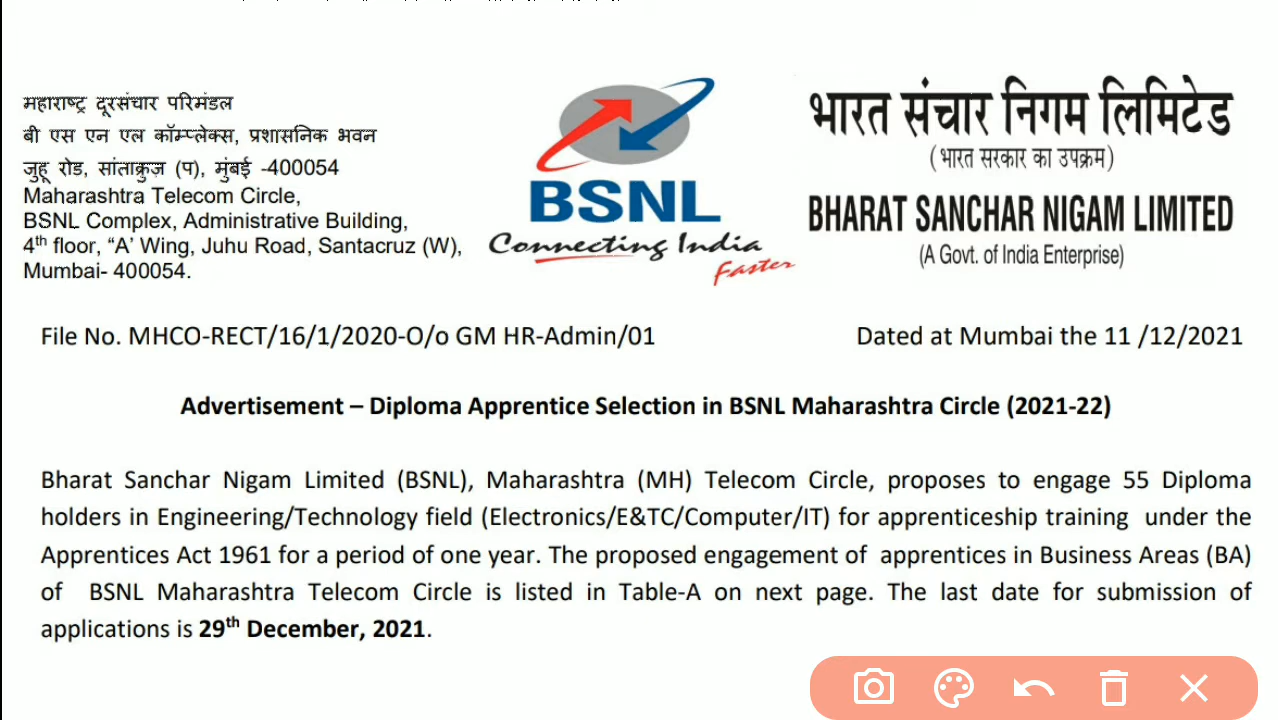 महाराष्ट्र दूरसंचार परिमंडल
बी एस एन एल कॉम्प्लेक्स, प्रशासनिक भवन
जुहू रोड, सांताक्रुज़ (प), मुंबई -400054
Maharashtra Telecom Circle,
BSNL Complex, Administrative Building,
4th floor, “A’ Wing, Juhu Road, Santacruz (W),
Mumbai- 400054.
BSNL
Connecting India
Faster
भारत संचार निगम लिमिटेड
(भारत सरकार का उपक्रम)
BHARAT SANCHAR NIGAM LIMITED
(A Govt. of India Enterprise)
File No. MHCO-RECT/16/1/2020-O/o GM HR-Admin/01 Dated at Mumbai the 11 /12/2021
Advertisement – Diploma Apprentice Selection in BSNL Maharashtra Circle (2021-22)
Bharat Sanchar Nigam Limited (BSNL), Maharashtra (MH) Telecom Circle, proposes to engage 55 Diploma
holders in Engineering/Technology field (Electronics/E&TC/Computer/IT) for apprenticeship training under the
Apprentices Act 1961 for a period of one year. The proposed engagement of apprentices in Business Areas (BA)
of BSNL Maharashtra Telecom Circle is listed in Table-A on next page. The last date for submission of
applications is 29th December, 2021.